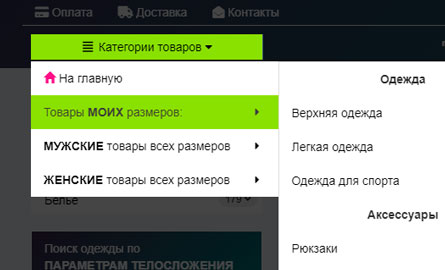 Оплата Доставка Контакты
Категории товаров
На главную
Товары МОИХ размеров:
МУЖСКИЕ товары всех размеров
ЖЕНСКИЕ товары всех размеров
Одежда
Верхняя одежда
Легкая одежда
Одежда для спорта
Аксессуары
Рюкзаки
Белье 179
Поиск одежды по
ПАРАМЕТРАМ ТЕЛОСЛОЖЕНИЯ